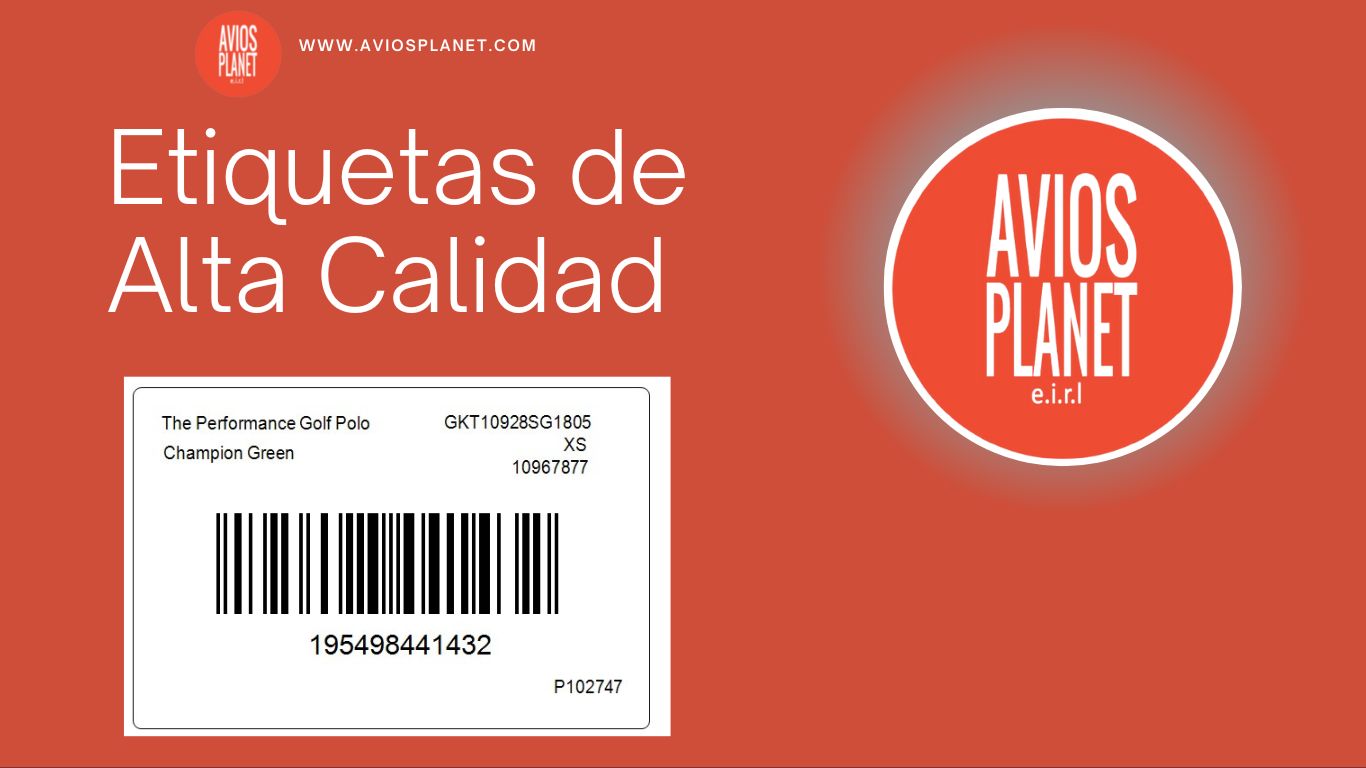 AVIOS
PLANET
e.i.r.l
WWW.AVIOSPLANET.COM
Etiquetas de
Alta Calidad
AVIOS
PLANET
e.i.r.l
The Performance Golf Polo
Champion Green
GKT10928SG1805
XS
10967877
195498441432
P102747